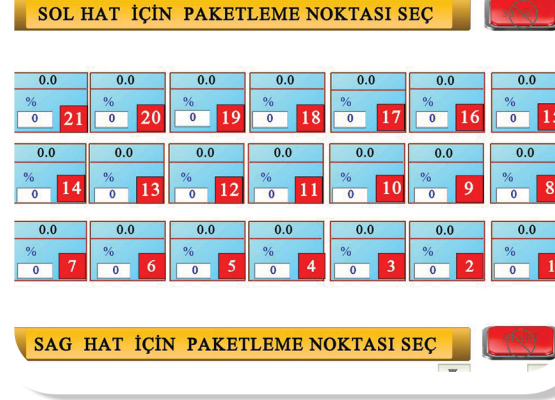 SOL HAT İÇİN PAKETLEME NOKTASI SEÇ
0.0 0.0 0.0 0.0 0.0 0.0 0.0
% % % % % %
0 21 0 20 0 19 0 18 0 17 0 16 0
0.0 0.0 0.0 0.0 0.0 0.0 0.0
% % % % % % %
0 14 0 13 0 12 0 11 0 10 0 9 0 8
0.0 0.0 0.0 0.0 0.0 0.0 0.0
% % % % % % %
0 7 0 6 0 5 0 4 0 3 0 2 0 1
SAG HAT İÇİN PAKETLEME NOKTASI SEÇ